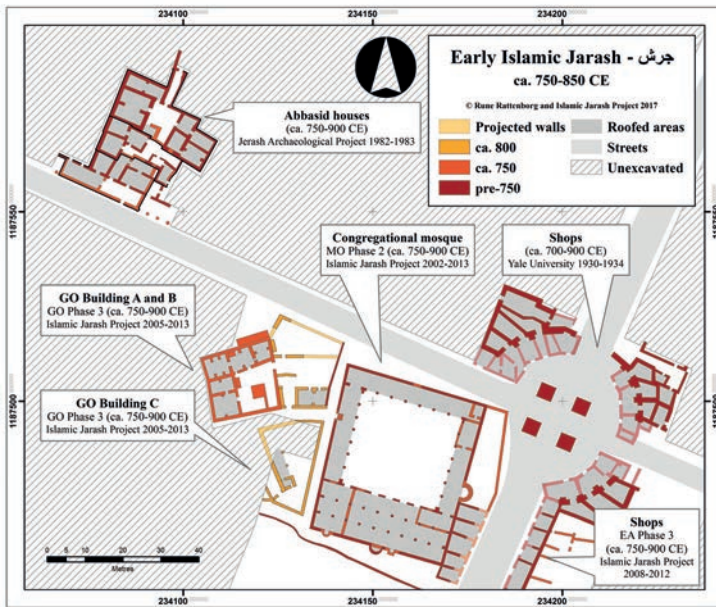 234100
234150
234200
Early Islamic Jarash - جرش
ca. 750-850 CE
© Rune Rattenborg and Islamic Jarash Project 2017
Projected walls
ca. 800
ca. 750
pre-750
Roofed areas
Streets
Unexcavated
Abbasid houses
(ca. 750-900 CE)
Jerash Archaeological Project 1982-1983
1187550
1187550
Congregational mosque
MO Phase 2 (ca. 750-900 CE)
Islamic Jarash Project 2002-2013
Shops
(ca. 700-900 CE)
Yale University 1930-1934
GO Building A and B
GO Phase 3 (ca. 750-900 CE)
Islamic Jarash Project 2005-2013
GO Building C
GO Phase 3 (ca. 750-900 CE)
Islamic Jarash Project 2005-2013
1187500
1187500
Shops
EA Phase 3
(ca. 750-900 CE)
Islamic Jarash Project
2008-2012
0 5 10 20 30 40
Metres
234100
234150
234200